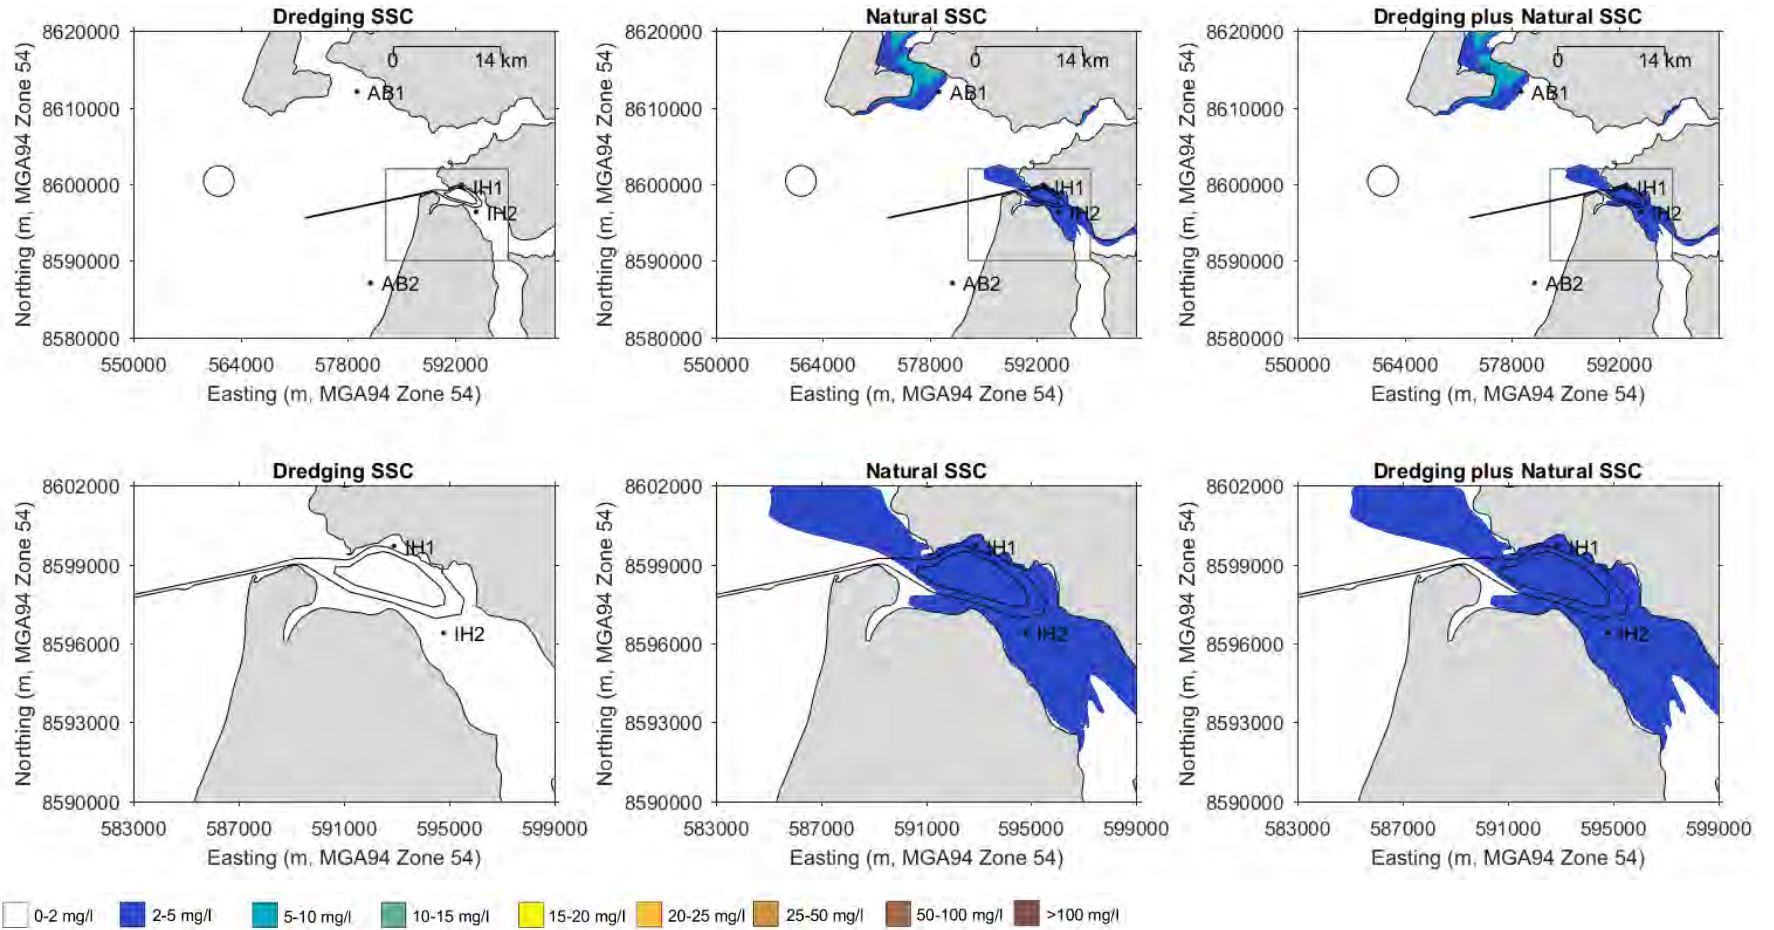 Dredging SSC
Natural SSC
Dredging plus Natural SSC
8620000
8610000
8600000
8590000
8580000
Northing (m, MGA94 Zone 54)
0 14 km
AB1
IH1
IH2
AB2
550000 564000 578000 592000
Easting (m, MGA94 Zone 54)
8620000
8610000
8600000
8590000
8580000
Northing (m, MGA94 Zone 54)
0 14 km
AB1
IH1
IH2
AB2
550000 564000 578000 592000
Easting (m, MGA94 Zone 54)
8620000
8610000
8600000
8590000
8580000
Northing (m, MGA94 Zone 54)
0 14 km
AB1
IH1
IH2
AB2
550000 564000 578000 592000
Easting (m, MGA94 Zone 54)
Dredging SSC
Natural SSC
Dredging plus Natural SSC
8602000
8599000
8596000
8593000
8590000
Northing (m, MGA94 Zone 54)
IH1
IH2
583000 587000 591000 595000 599000
Easting (m, MGA94 Zone 54)
8602000
8599000
8596000
8593000
8590000
Northing (m, MGA94 Zone 54)
IH1
IH2
583000 587000 591000 595000 599000
Easting (m, MGA94 Zone 54)
8602000
8599000
8596000
8593000
8590000
Northing (m, MGA94 Zone 54)
IH1
IH2
583000 587000 591000 595000 599000
Easting (m, MGA94 Zone 54)
0-2 mg/l 2-5 mg/l 5-10 mg/l 10-15 mg/l 15-20 mg/l 20-25 mg/l 25-50 mg/l 50-100 mg/l >100 mg/l